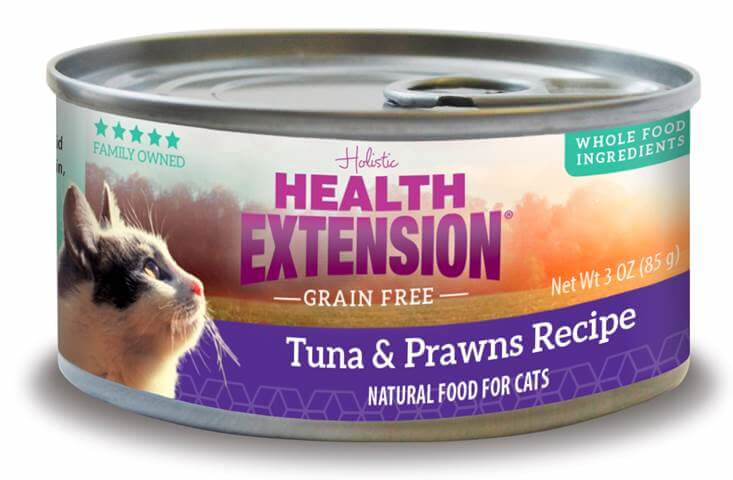 FAMILY OWNED
Holistic
HEALTH
EXTENSION®
GRAIN FREE
WHOLE FOOD
INGREDIENTS
Net Wt 3 OZ (85 g)
Tuna & Prawns Recipe
NATURAL FOOD FOR CATS